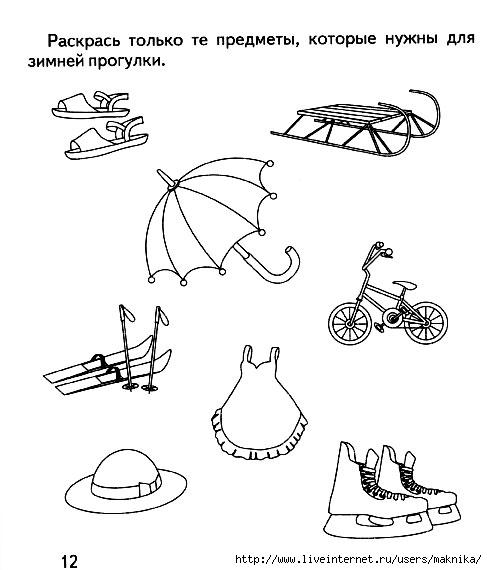 Раскрась только те предметы, которые нужны для
зимней прогулки.
12
http://www.liveinternet.ru/users/maknika/